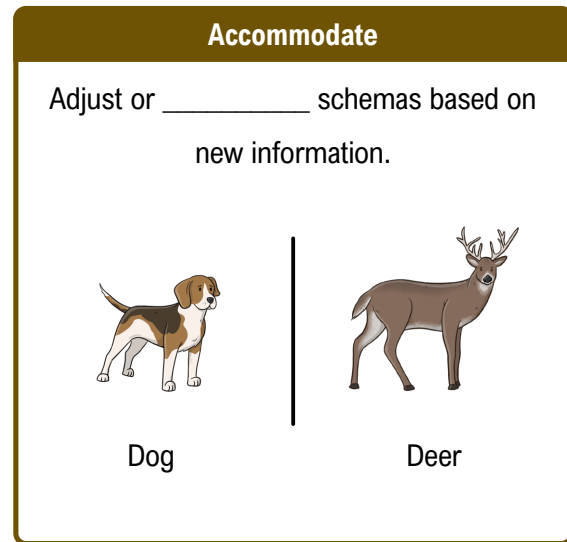 Accommodate
Adjust or __________ schemas based on
new information.
Dog
Deer